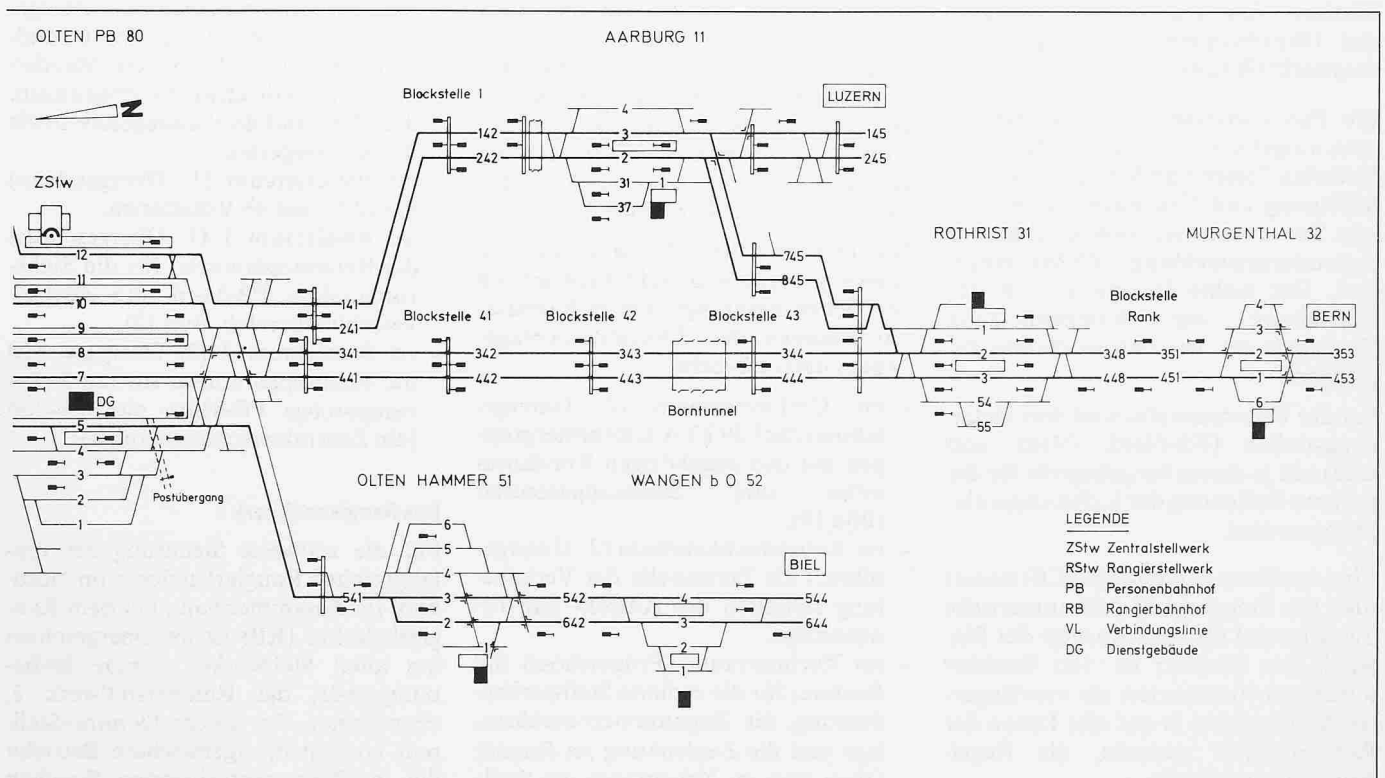 OLTEN PB 80
AARBURG 11
N
Blockstelle 1
LUZERN
142
242
4
3
2
31
37
1
145
245
ZStw
ROTHRIST 31
MURGENTHAL 32
745
845
12
11
10
9
8
7
5
4
3
2
1
DG
Postübergang
141
241
341
441
Blockstelle 41
342
442
Blockstelle 42
343
443
Borntunnel
Blockstelle 43
344
444
1
2
3
54
55
Blockstelle
Rank
348
351
448
451
4
3
2
1
6
BERN
353
453
OLTEN HAMMER 51
WANGEN b O 52
541
6
5
4
3
2
1
542
642
4
3
2
1
BIEL
544
644
LEGENDE
ZStw Zentralstellwerk
RStw Rangierstellwerk
PB Personenbahnhof
RB Rangierbahnhof
VL Verbindungslinie
DG Dienstgebäude